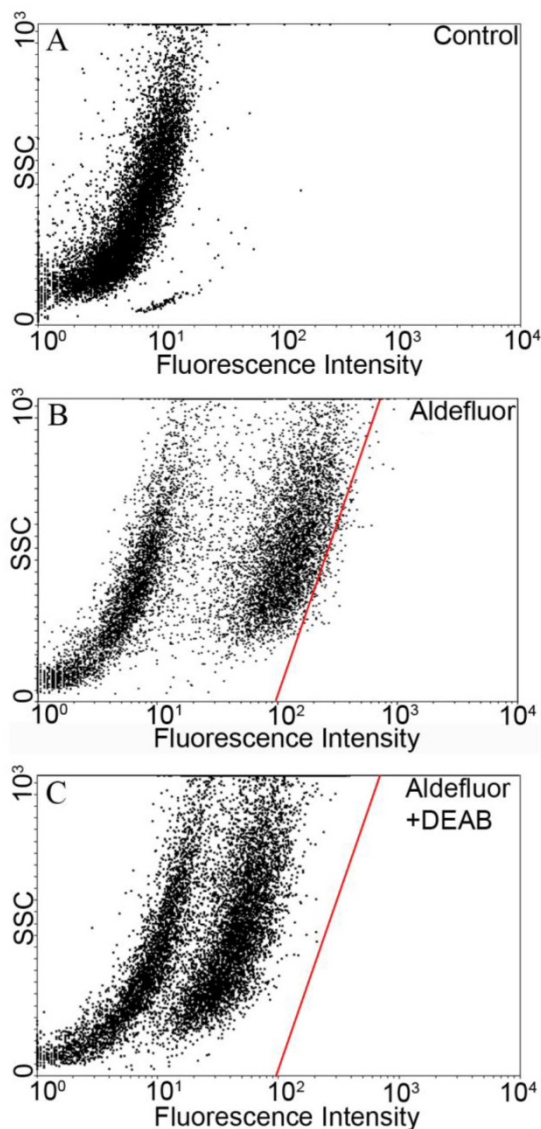 A
Control
10³
SSC
0
10⁰ 10¹ 10² 10³ 10⁴
Fluorescence Intensity
B
Aldefluor
10³
SSC
0
10⁰ 10¹ 10² 10³ 10⁴
Fluorescence Intensity
C
Aldefluor
+DEAB
10³
SSC
0
10⁰ 10¹ 10² 10³ 10⁴
Fluorescence Intensity